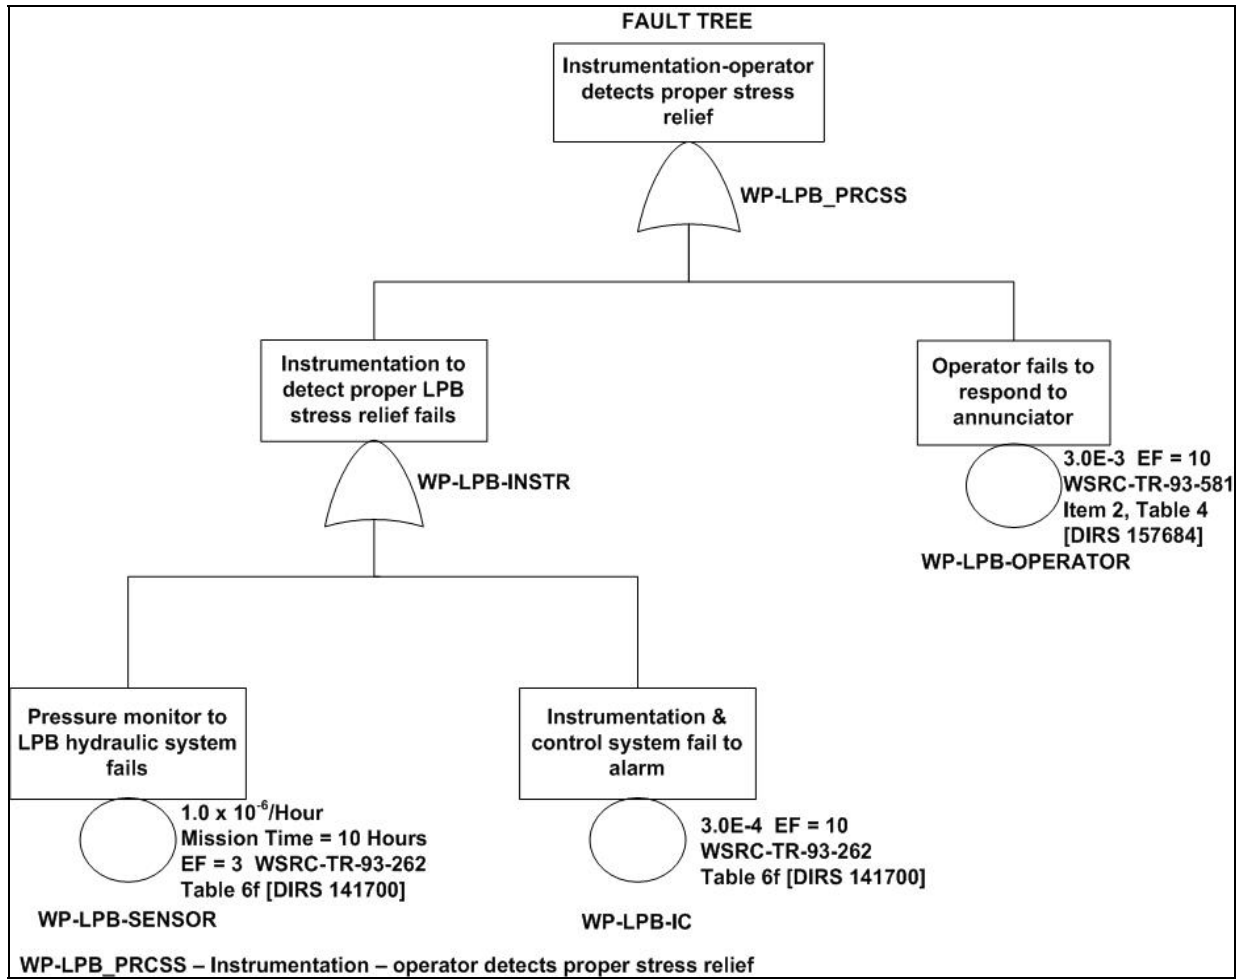 FAULT TREE
Instrumentation-operator
detects proper stress
relief
WP-LPB_PRCSS
Instrumentation to
detect proper LPB
stress relief fails
WP-LPB-INSTR
Operator fails to
respond to
annunciator
3.0E-3 EF = 10
WSRC-TR-93-581
Item 2, Table 4
[DIRS 157684]
WP-LPB-OPERATOR
Pressure monitor to
LPB hydraulic system
fails
1.0 x 10⁻⁶/Hour
Mission Time = 10 Hours
EF = 3 WSRC-TR-93-262
Table 6f [DIRS 141700]
WP-LPB-SENSOR
Instrumentation &
control system fail to
alarm
3.0E-4 EF = 10
WSRC-TR-93-262
Table 6f [DIRS 141700]
WP-LPB-IC
WP-LPB_PRCSS – Instrumentation – operator detects proper stress relief